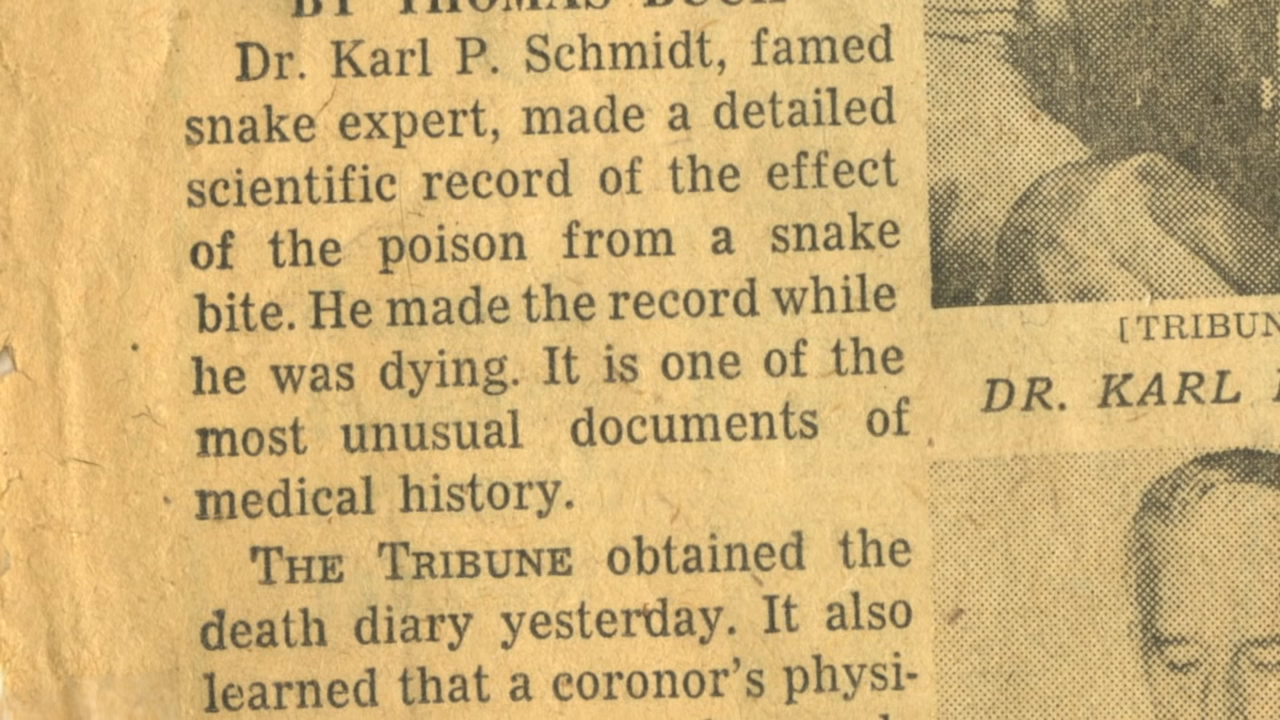 BY THOMAS
Dr. Karl P. Schmidt, famed
snake expert, made a detailed
scientific record of the effect
of the poison from a snake
bite. He made the record while
he was dying. It is one of the
most unusual documents of
medical history.
THE TRIBUNE obtained the
death diary yesterday. It also
learned that a coronor's physi-
[TRIBUN
DR. KARL